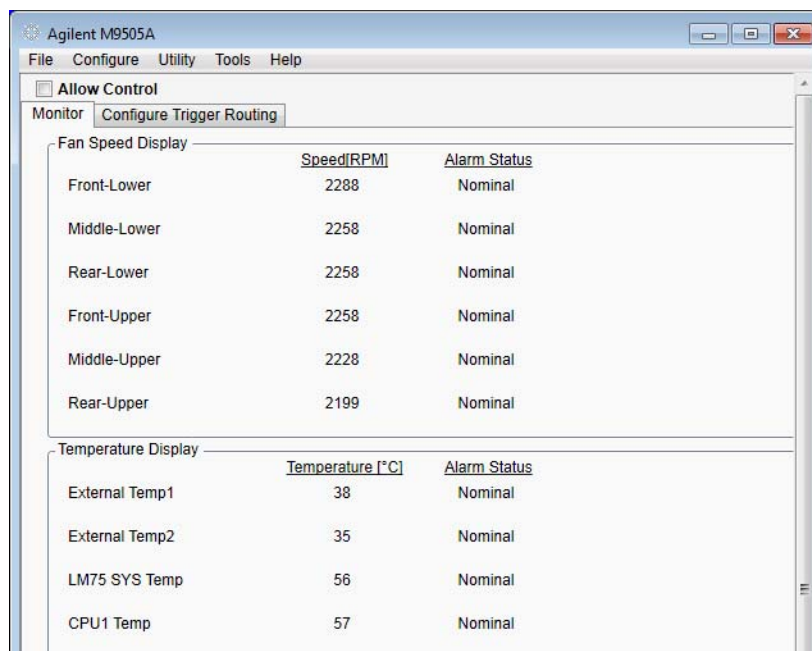 Agilent M9505A
File Configure Utility Tools Help
Allow Control
Monitor Configure Trigger Routing
Fan Speed Display
Speed[RPM] Alarm Status
Front-Lower 2288 Nominal
Middle-Lower 2258 Nominal
Rear-Lower 2258 Nominal
Front-Upper 2258 Nominal
Middle-Upper 2228 Nominal
Rear-Upper 2199 Nominal
Temperature Display
Temperature [°C] Alarm Status
External Temp1 38 Nominal
External Temp2 35 Nominal
LM75 SYS Temp 56 Nominal
CPU1 Temp 57 Nominal